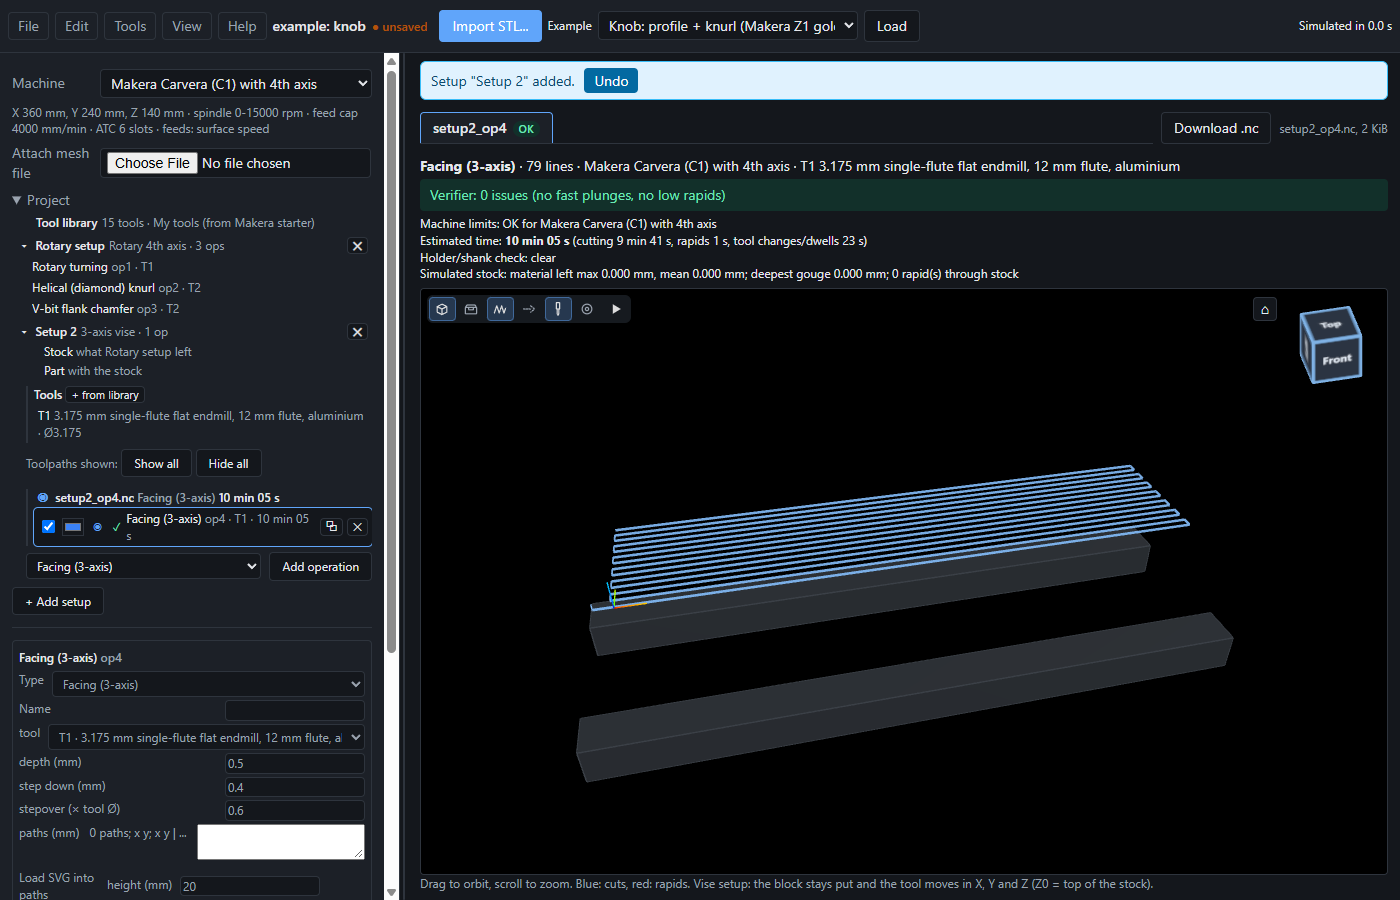 File Edit Tools View Help example: knob • unsaved Import STL... Example Knob: profile + knurl (Makera Z1 gol Load Simulated in 0.0 s
Machine Makera Carvera (C1) with 4th axis
X 360 mm, Y 240 mm, Z 140 mm · spindle 0-15000 rpm · feed cap
4000 mm/min · ATC 6 slots · feeds: surface speed
Attach mesh file Choose File No file chosen
▼ Project
Tool library 15 tools · My tools (from Makera starter)
Rotary setup Rotary 4th axis · 3 ops
Rotary turning op1 · T1
Helical (diamond) knurl op2 · T2
V-bit flank chamfer op3 · T2
Setup 2 3-axis vise · 1 op
Stock what Rotary setup left
Part with the stock
Tools + from library
T1 3.175 mm single-flute flat endmill, 12 mm flute, aluminium
· Ø3.175
Toolpaths shown: Show all Hide all
setup2_op4.nc Facing (3-axis) 10 min 05 s
✓ Facing (3-axis) op4 · T1 · 10 min 05
s
Facing (3-axis) Add operation
+ Add setup
Facing (3-axis) op4
Type Facing (3-axis)
Name
tool T1 · 3.175 mm single-flute flat endmill, 12 mm flute, a
depth (mm) 0.5
step down (mm) 0.4
stepover (× tool Ø) 0.6
paths (mm) 0 paths; x y; x y | ...
Load SVG into paths height (mm) 20
Setup "Setup 2" added. Undo
setup2_op4 OK Download .nc setup2_op4.nc, 2 KiB
Facing (3-axis) · 79 lines · Makera Carvera (C1) with 4th axis · T1 3.175 mm single-flute flat endmill, 12 mm flute, aluminium
Verifier: 0 issues (no fast plunges, no low rapids)
Machine limits: OK for Makera Carvera (C1) with 4th axis
Estimated time: 10 min 05 s (cutting 9 min 41 s, rapids 1 s, tool changes/dwells 23 s)
Holder/shank check: clear
Simulated stock: material left max 0.000 mm, mean 0.000 mm; deepest gouge 0.000 mm; 0 rapid(s) through stock
Top
Front
Drag to orbit, scroll to zoom. Blue: cuts, red: rapids. Vise setup: the block stays put and the tool moves in X, Y and Z (Z0 = top of the stock).